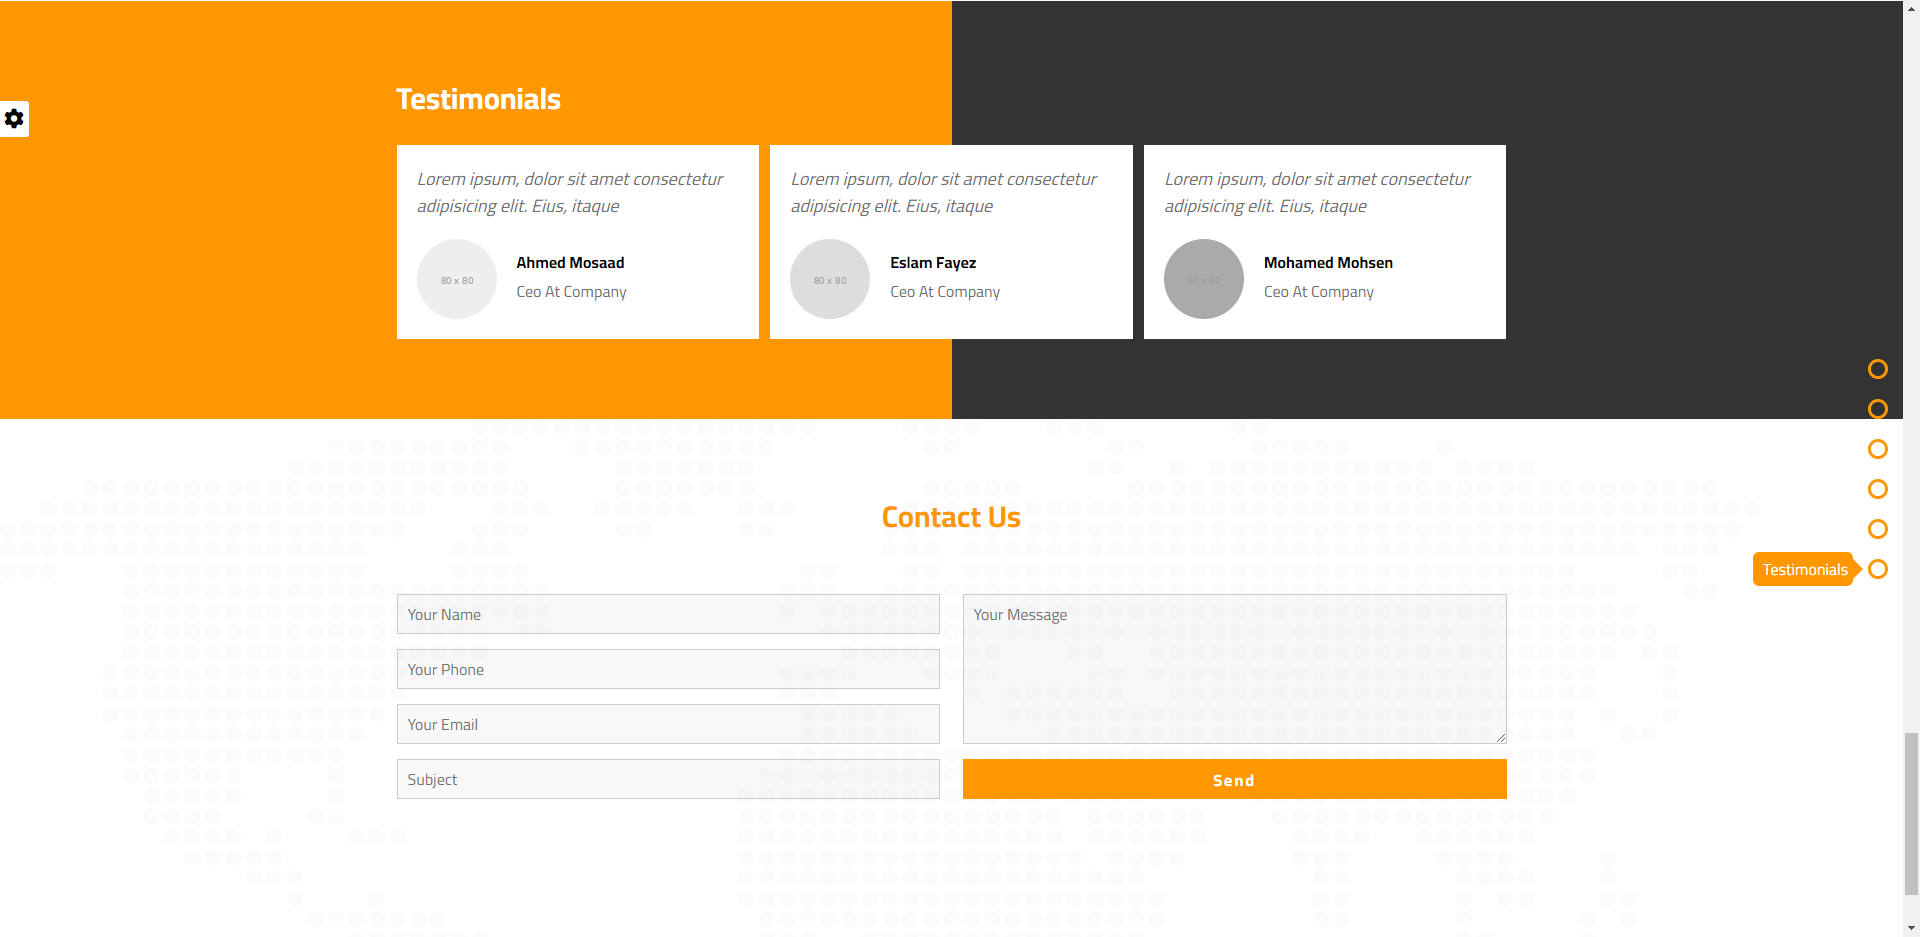 Testimonials
Lorem ipsum, dolor sit amet consectetur
adipisicing elit. Eius, itaque
80 x 80
Ahmed Mosaad
Ceo At Company
Lorem ipsum, dolor sit amet consectetur
adipisicing elit. Eius, itaque
80 x 80
Eslam Fayez
Ceo At Company
Lorem ipsum, dolor sit amet consectetur
adipisicing elit. Eius, itaque
80 x 80
Mohamed Mohsen
Ceo At Company
Contact Us
Testimonials
Your Name
Your Phone
Your Email
Subject
Your Message
Send